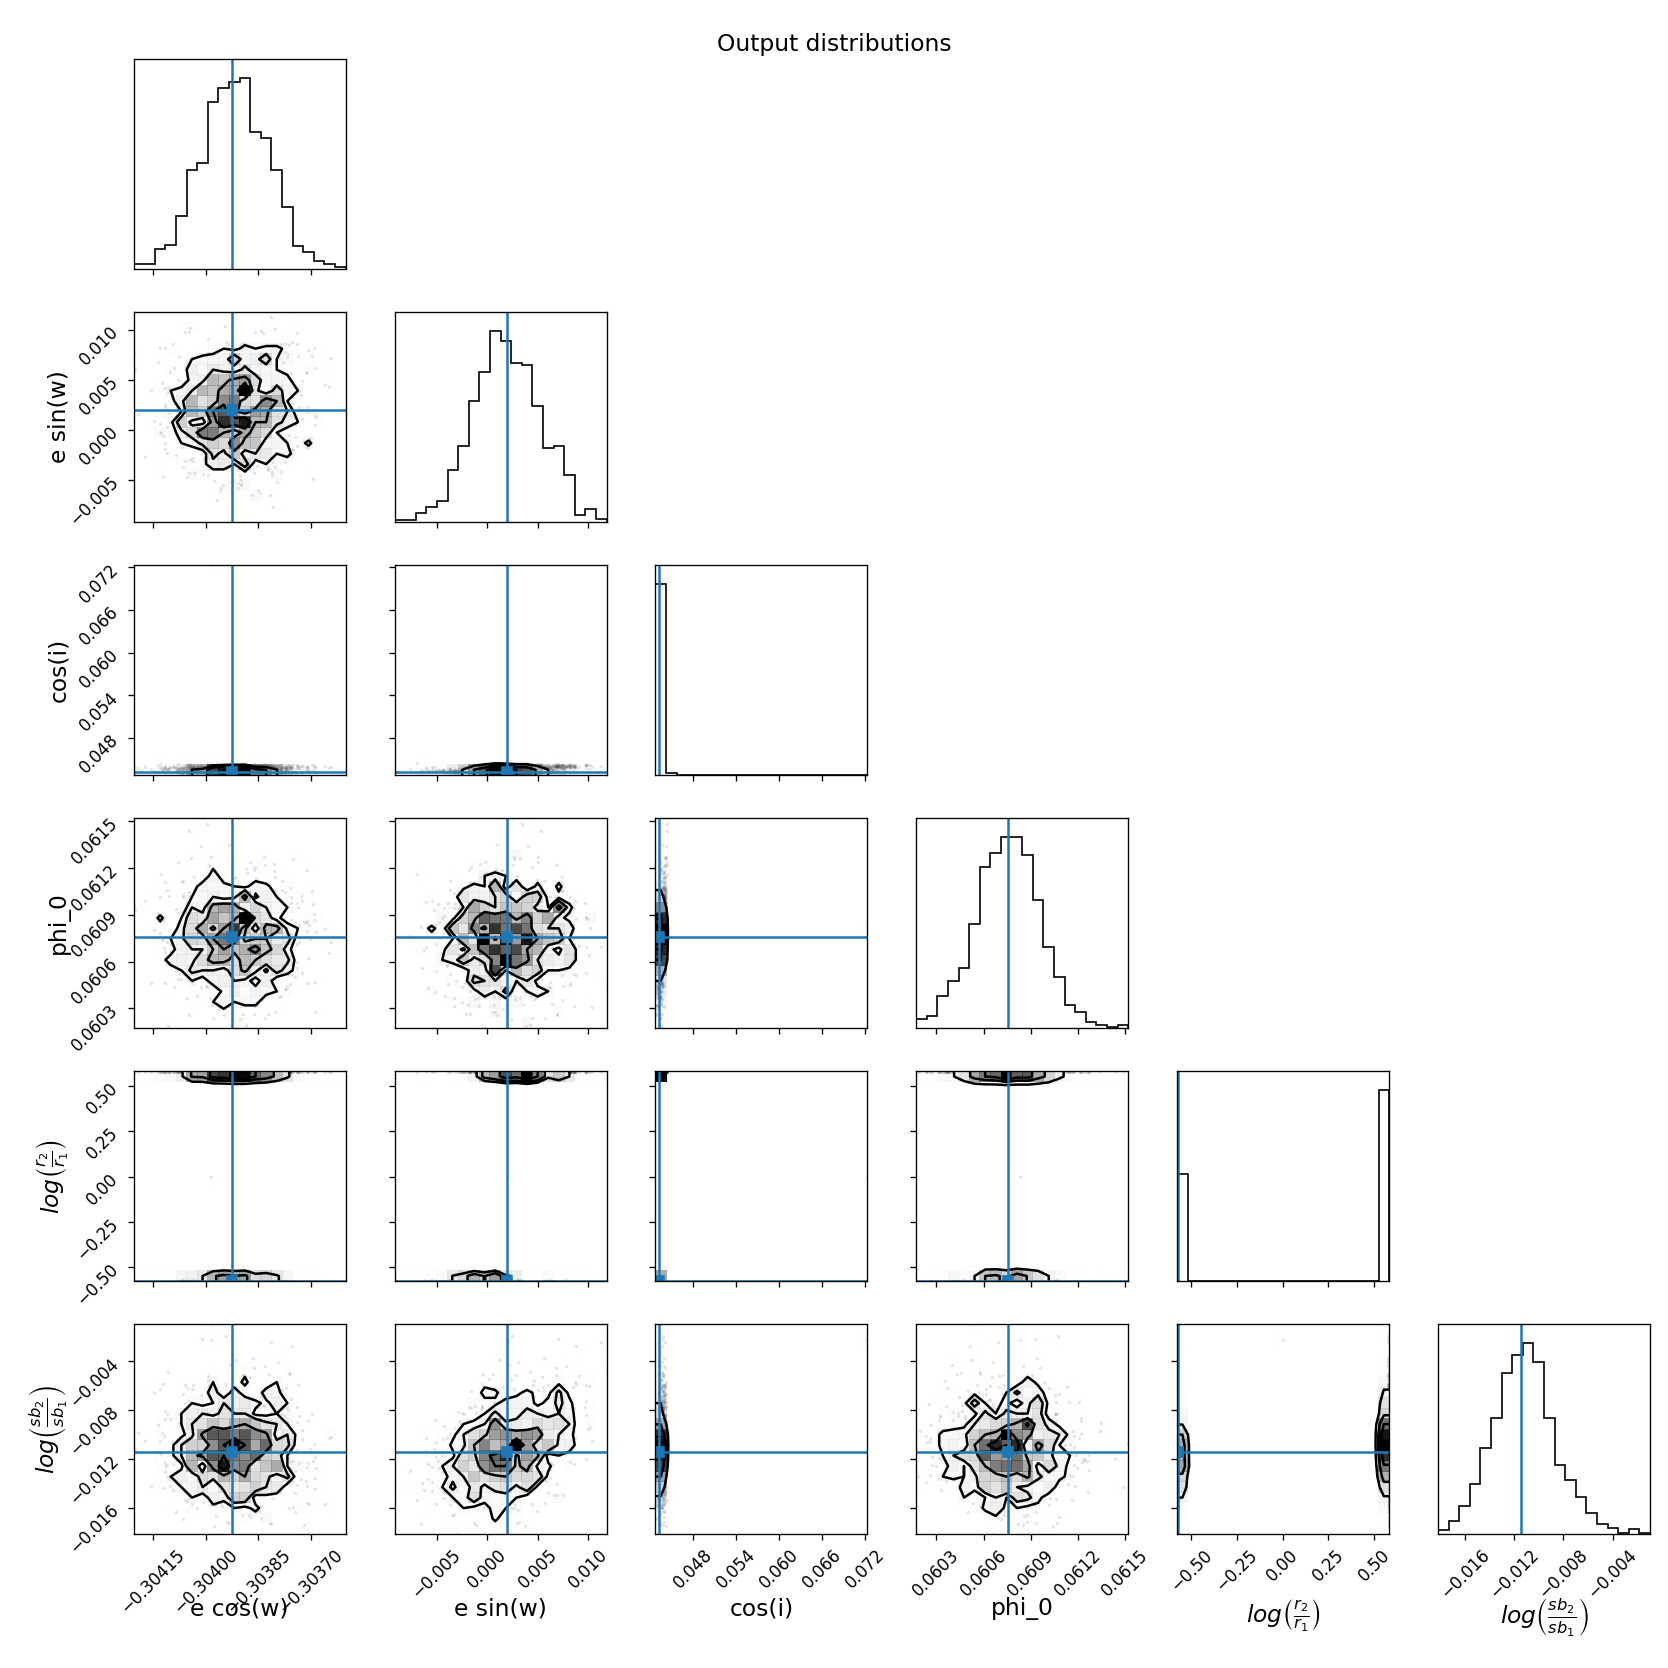 Output distributions
e sin(w)
0.010
0.005
0.000
−0.005
cos(i)
0.072
0.066
0.060
0.054
0.048
phi_0
0.0615
0.0612
0.0609
0.0606
0.0603
log(r2/r1)
0.50
0.25
0.00
−0.25
−0.50
log(sb2/sb1)
−0.004
−0.008
−0.012
−0.016
−0.30415 −0.30400 −0.30385 −0.30370
−0.005 0.000 0.005 0.010
0.048 0.054 0.060 0.066 0.072
0.0603 0.0606 0.0609 0.0612 0.0615
−0.50 −0.25 0.00 0.25 0.50
−0.016 −0.012 −0.008 −0.004
e cos(w) e sin(w) cos(i) phi_0 log(r2/r1) log(sb2/sb1)